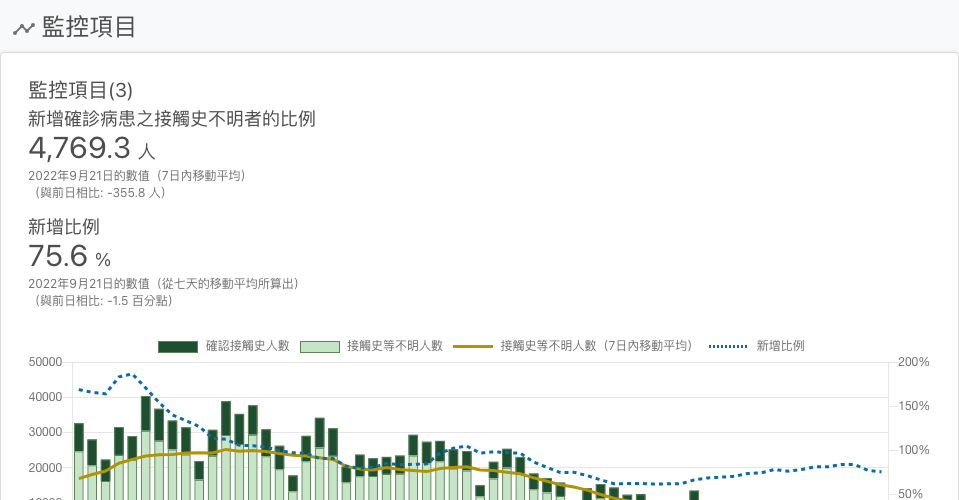 監控項目
監控項目(3)
新增確診病患之接觸史不明者的比例
4,769.3 人
2022年9月21日的數值（7日內移動平均）
（與前日相比: -355.8 人）
新增比例
75.6 %
2022年9月21日的數值（從七天的移動平均所算出）
（與前日相比: -1.5 百分點）
確認接觸史人數 接觸史等不明人數 接觸史等不明人數（7日內移動平均） 新增比例
50000 200%
40000
150%
30000
100%
20000
50%